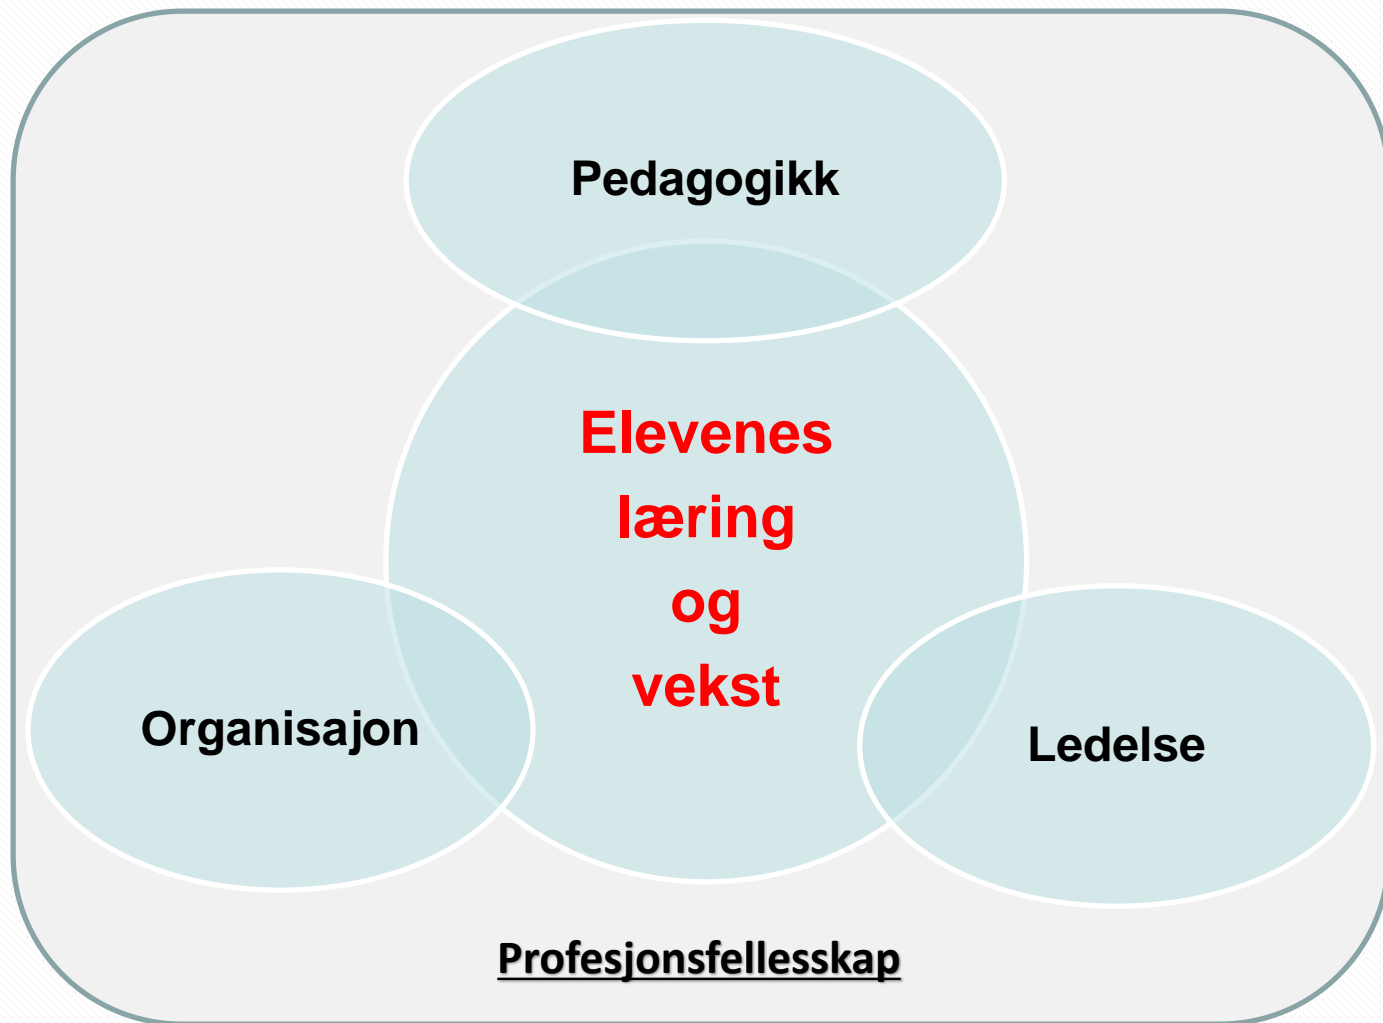 Pedagogikk
Elevenes
læring
og
vekst
Organisajon
Ledelse
Profesjonsfellesskap